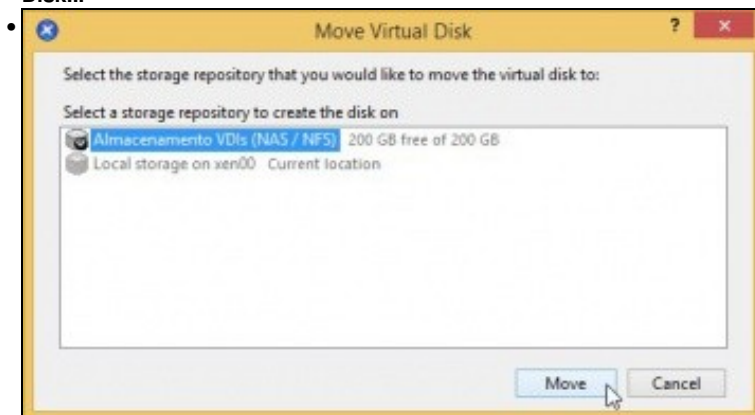 Disk...
Move Virtual Disk
?
Select the storage repository that you would like to move the virtual disk to:
Select a storage repository to create the disk on
Almacenamento VDIs (NAS / NFS) 200 GB free of 200 GB
Local storage on xen00 Current location
Move Cancel